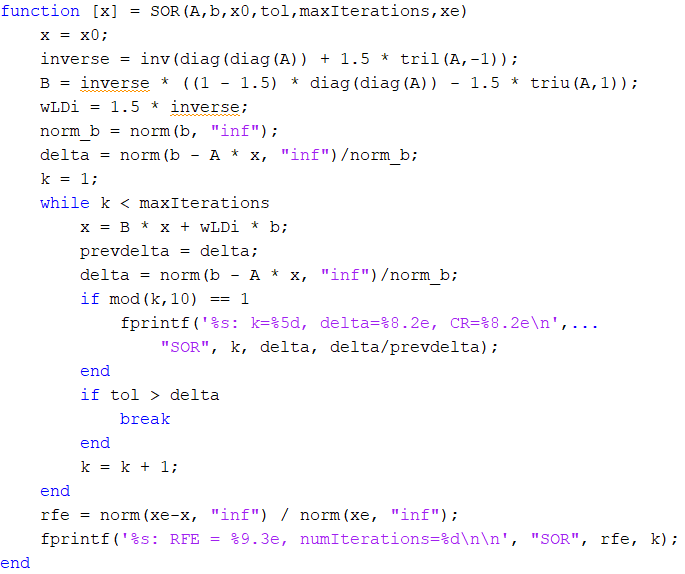 function [x] = SOR(A,b,x0,tol,maxIterations,xe)
    x = x0;
    inverse = inv(diag(diag(A)) + 1.5 * tril(A,-1));
    B = inverse * ((1 - 1.5) * diag(diag(A)) - 1.5 * triu(A,1));
    wLDi = 1.5 * inverse;
    norm_b = norm(b, "inf");
    delta = norm(b - A * x, "inf")/norm_b;
    k = 1;
    while k < maxIterations
        x = B * x + wLDi * b;
        prevdelta = delta;
        delta = norm(b - A * x, "inf")/norm_b;
        if mod(k,10) == 1
            fprintf('%s: k=%5d, delta=%8.2e, CR=%8.2e\n',...
                "SOR", k, delta, delta/prevdelta);
        end
        if tol > delta
            break
        end
        k = k + 1;
    end
    rfe = norm(xe-x, "inf") / norm(xe, "inf");
    fprintf('%s: RFE = %9.3e, numIterations=%d\n\n', "SOR", rfe, k);
end